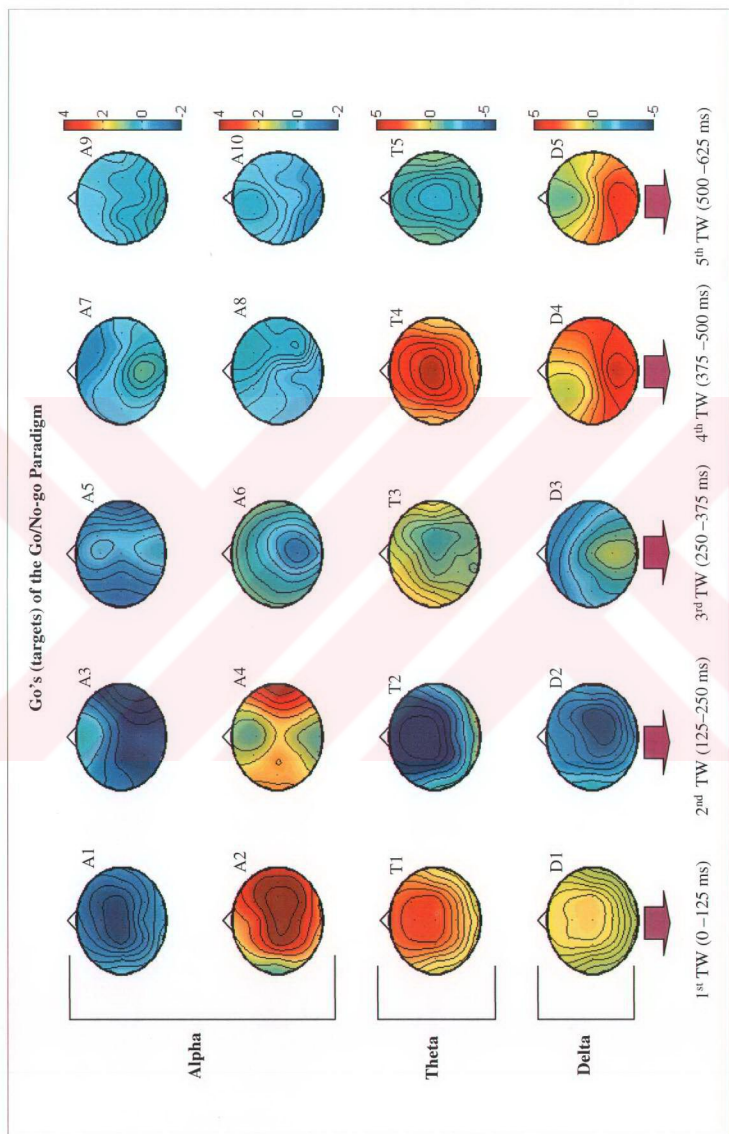 Go's (targets) of the Go/No-go Paradigm
Alpha
A1 A3 A5 A7 A9
4 2 0 -2
A2 A4 A6 A8 A10
4 2 0 -2
Theta
T1 T2 T3 T4 T5
5 0 -5
Delta
D1 D2 D3 D4 D5
5 0 -5
1st TW (0 –125 ms) 2nd TW (125–250 ms) 3rd TW (250 –375 ms) 4th TW (375 –500 ms) 5th TW (500 –625 ms)